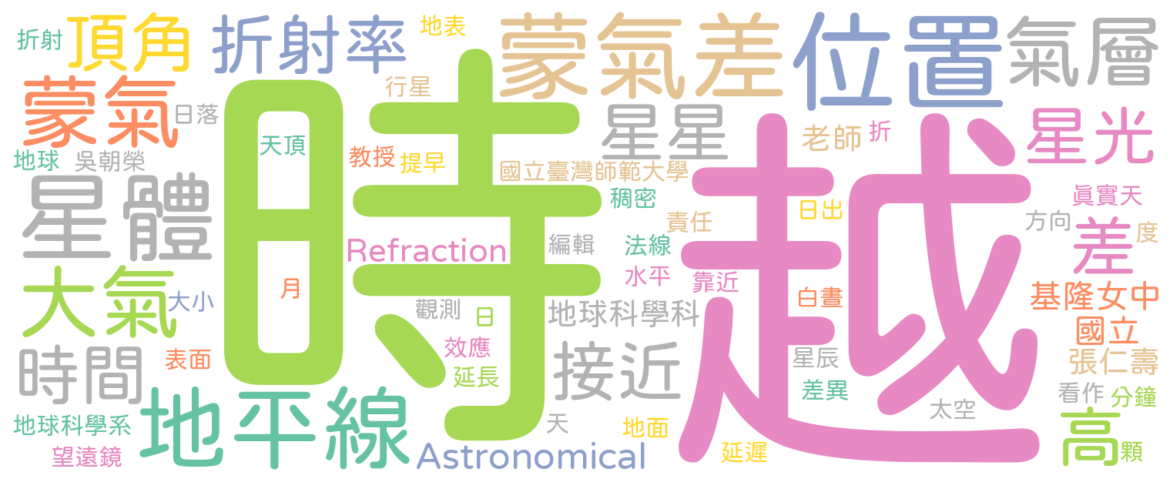 折射
頂角
折射率
地表
蒙氣差
位置
氣層
蒙氣
日落
行星
時
越
星星
老師
折
星光
地球
吳朝榮
天頂
教授
提早
國立臺灣師範大學
稠密
日出
真實天
星體
責任
方向
差
度
Refraction
編輯
法線
大氣
大小
月
水平
靠近
白晝
基隆女中
觀測
日
地球科學科
國立
時間
表面
效應
延長
接近
星辰
差異
張仁壽
看作
分鐘
地球科學系
地平線
天
地面
太空
高
顆
望遠鏡
Astronomical
延遲